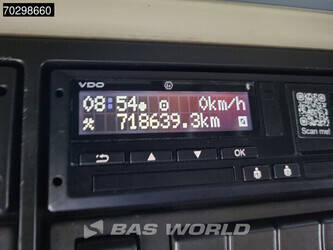 70298660
VDO
08:54 0km/h
718639.3km
OK
Scan me!
BAS WORLD